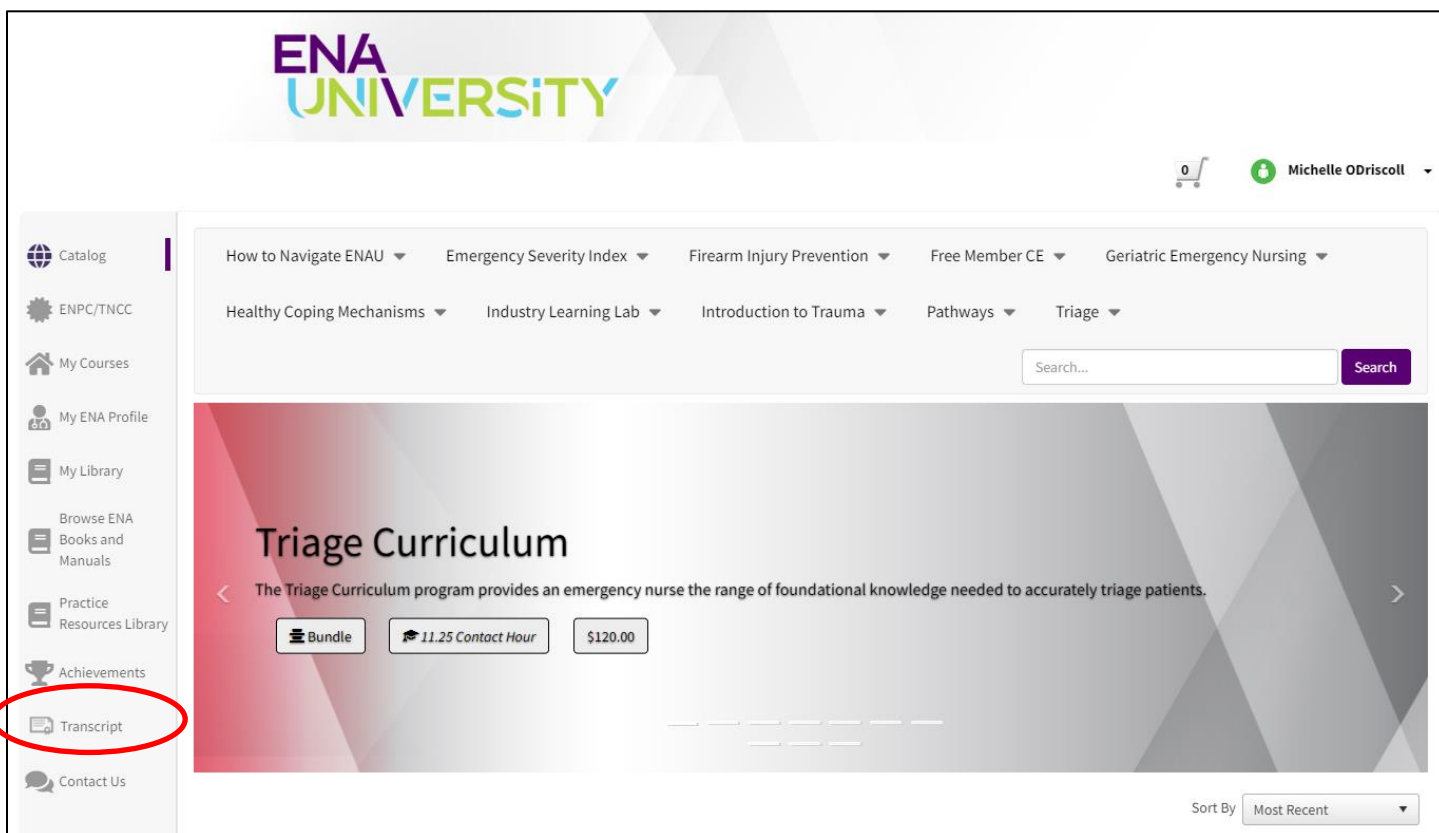 ENA
UNIVERSiTY
0
Michelle ODriscoll
Catalog
ENPC/TNCC
My Courses
My ENA Profile
My Library
Browse ENA
Books and
Manuals
Practice
Resources Library
Achievements
Transcript
Contact Us
How to Navigate ENAU Emergency Severity Index Firearm Injury Prevention Free Member CE Geriatric Emergency Nursing
Healthy Coping Mechanisms Industry Learning Lab Introduction to Trauma Pathways Triage
Search... Search
Triage Curriculum
The Triage Curriculum program provides an emergency nurse the range of foundational knowledge needed to accurately triage patients.
Bundle 11.25 Contact Hour $120.00
Sort By Most Recent